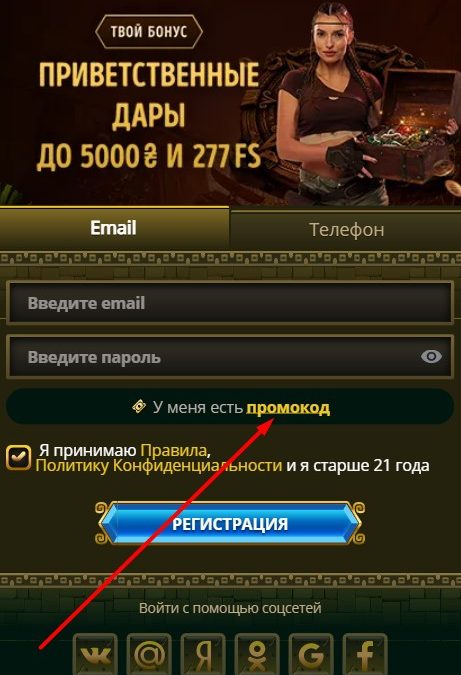 ТВОЙ БОНУС
ПРИВЕТСТВЕННЫЕ
ДАРЫ
ДО 5000₴ И 277 FS
Email
Телефон
Введите email
Введите пароль
У меня есть промокод
Я принимаю Правила,
Политику Конфиденциальности и я старше 21 года
РЕГИСТРАЦИЯ
Войти с помощью соцсетей